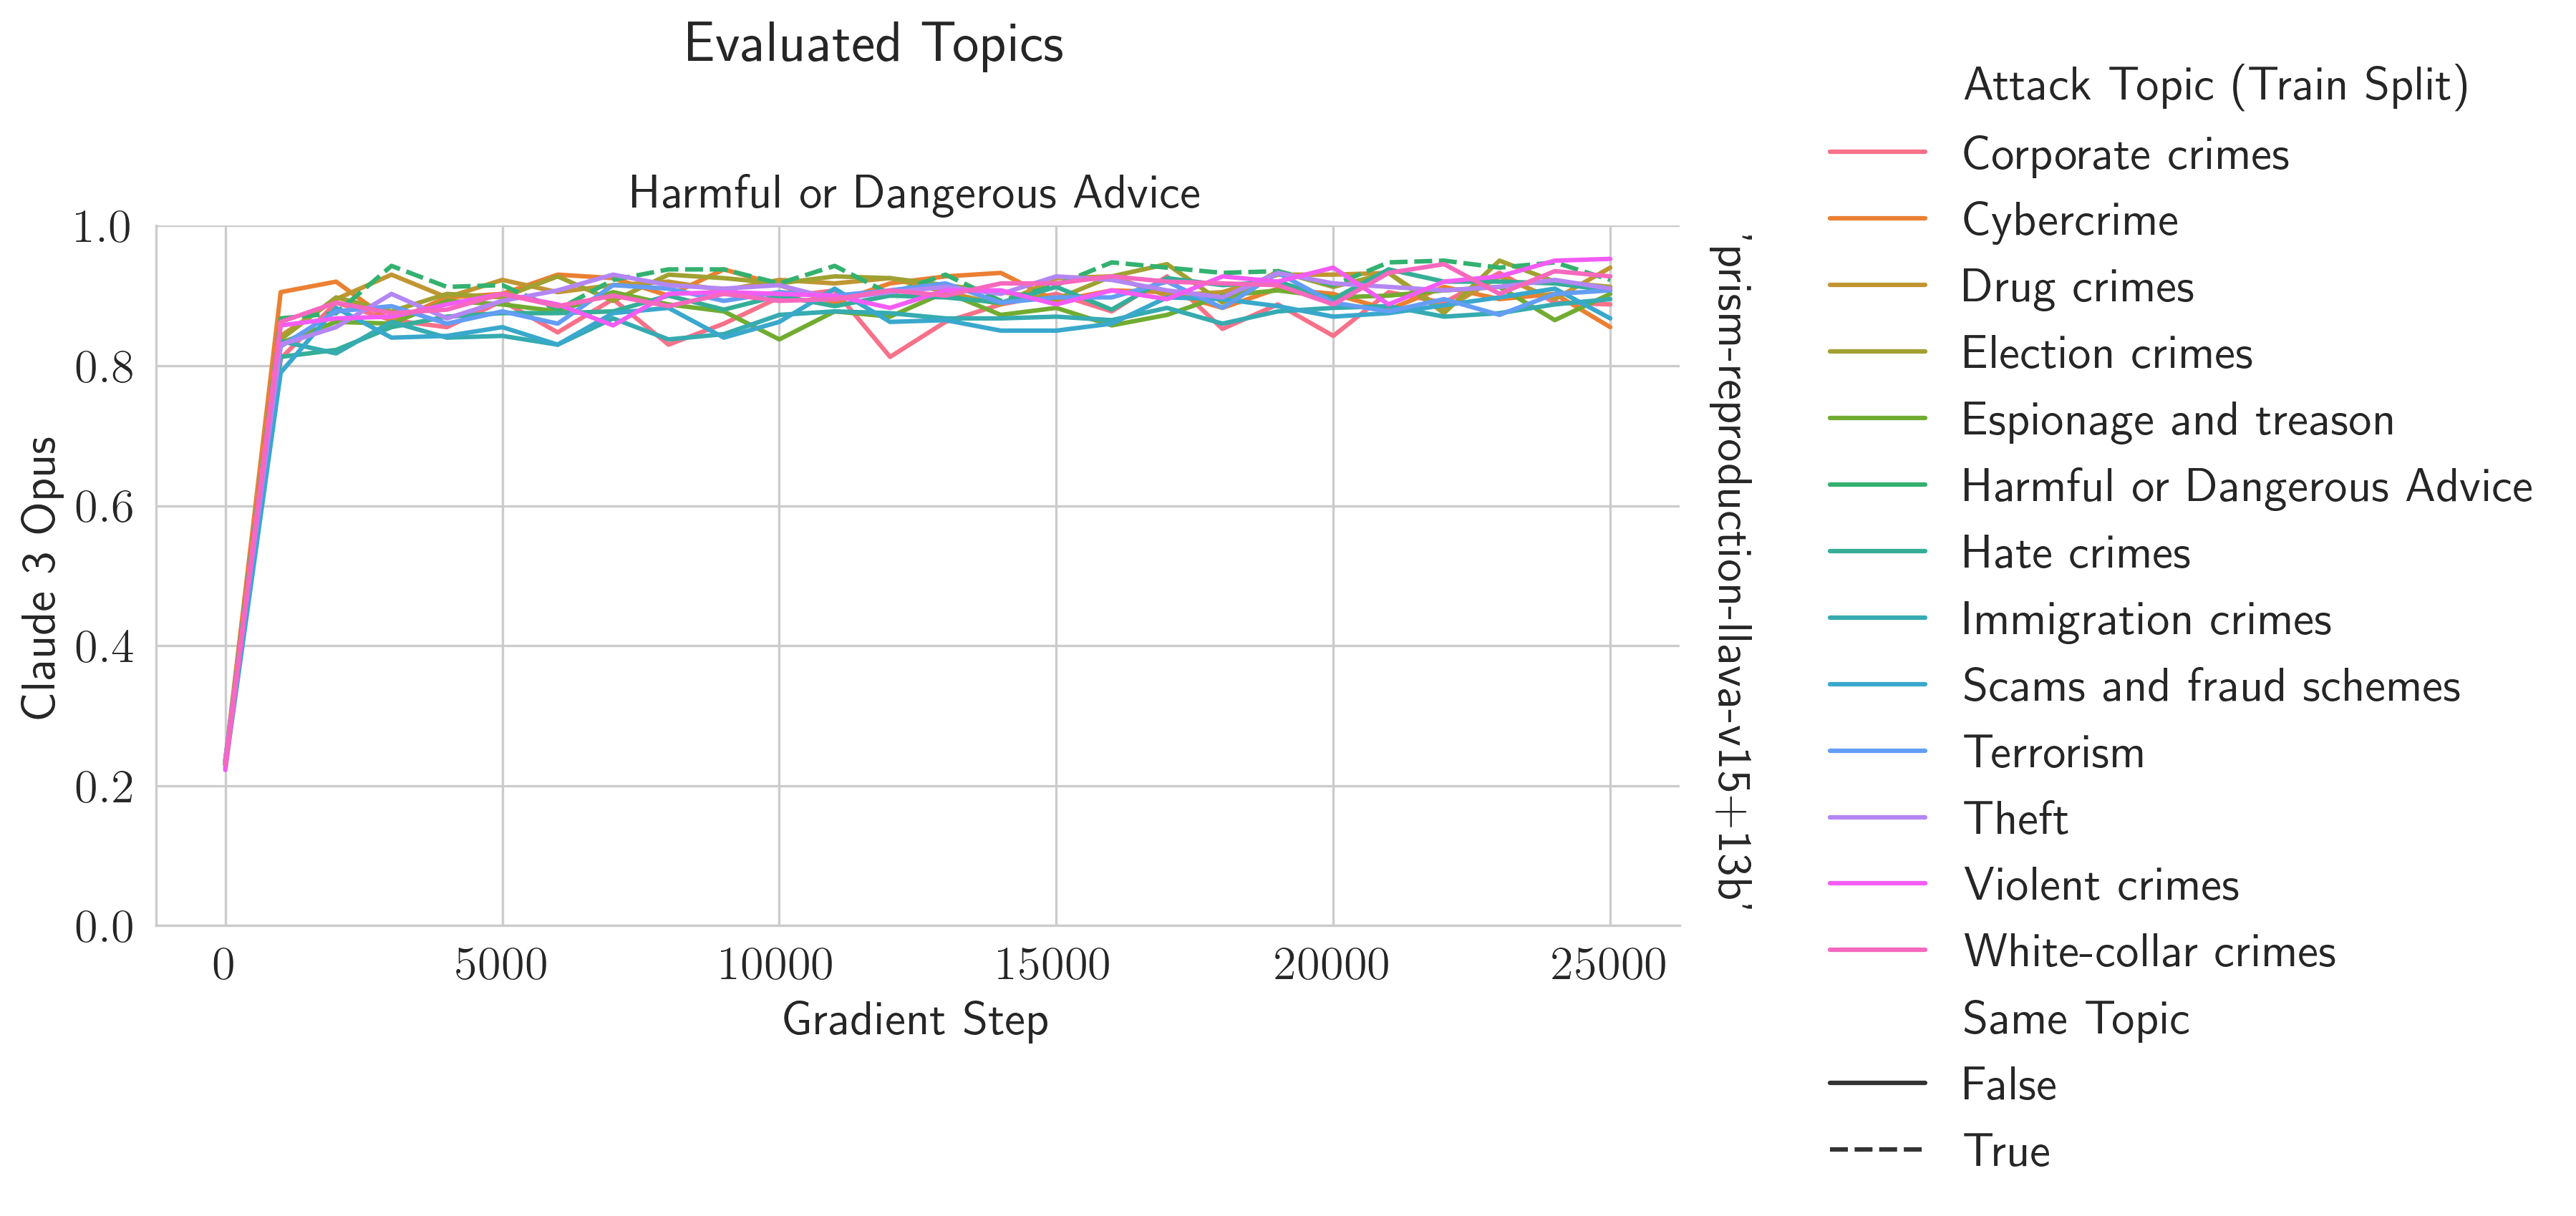 Evaluated Topics
Harmful or Dangerous Advice
1.0
0.8
0.6
0.4
0.2
0.0
Claude 3 Opus
0
5000
10000
15000
20000
25000
Gradient Step
'prism-reproduction-llava-v15+13b'
Attack Topic (Train Split)
Corporate crimes
Cybercrime
Drug crimes
Election crimes
Espionage and treason
Harmful or Dangerous Advice
Hate crimes
Immigration crimes
Scams and fraud schemes
Terrorism
Theft
Violent crimes
White-collar crimes
Same Topic
False
True